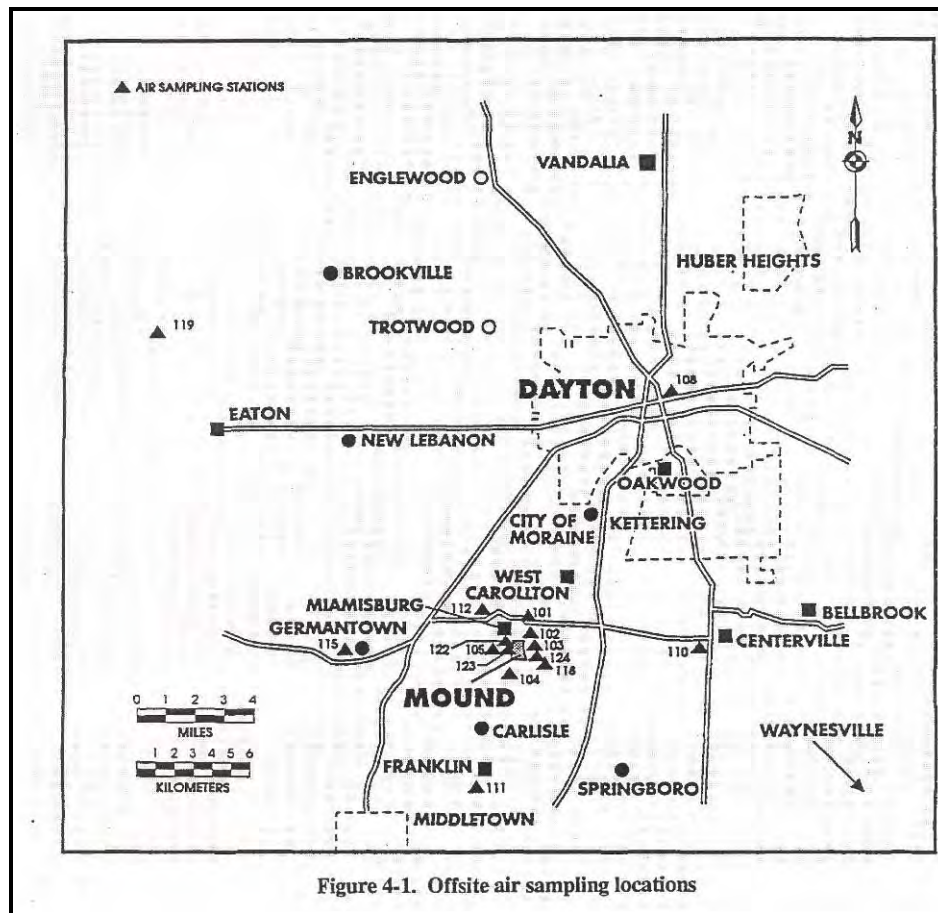 ▲ AIR SAMPLING STATIONS
N
VANDALIA
ENGLEWOOD
HUBER HEIGHTS
BROOKVILLE
119
TROTWOOD
DAYTON
108
EATON
NEW LEBANON
OAKWOOD
CITY OF
MORAINE
KETTERING
WEST
CAROLLTON
MIAMISBURG
112
101
BELLBROOK
GERMANTOWN
102
CENTERVILLE
115
122
105
103
110
123
124
118
104
MOUND
0 1 2 3 4
MILES
CARLISLE
WAYNESVILLE
1 2 3 4 5 6
KILOMETERS
FRANKLIN
111
SPRINGBORO
MIDDLETOWN
Figure 4-1. Offsite air sampling locations